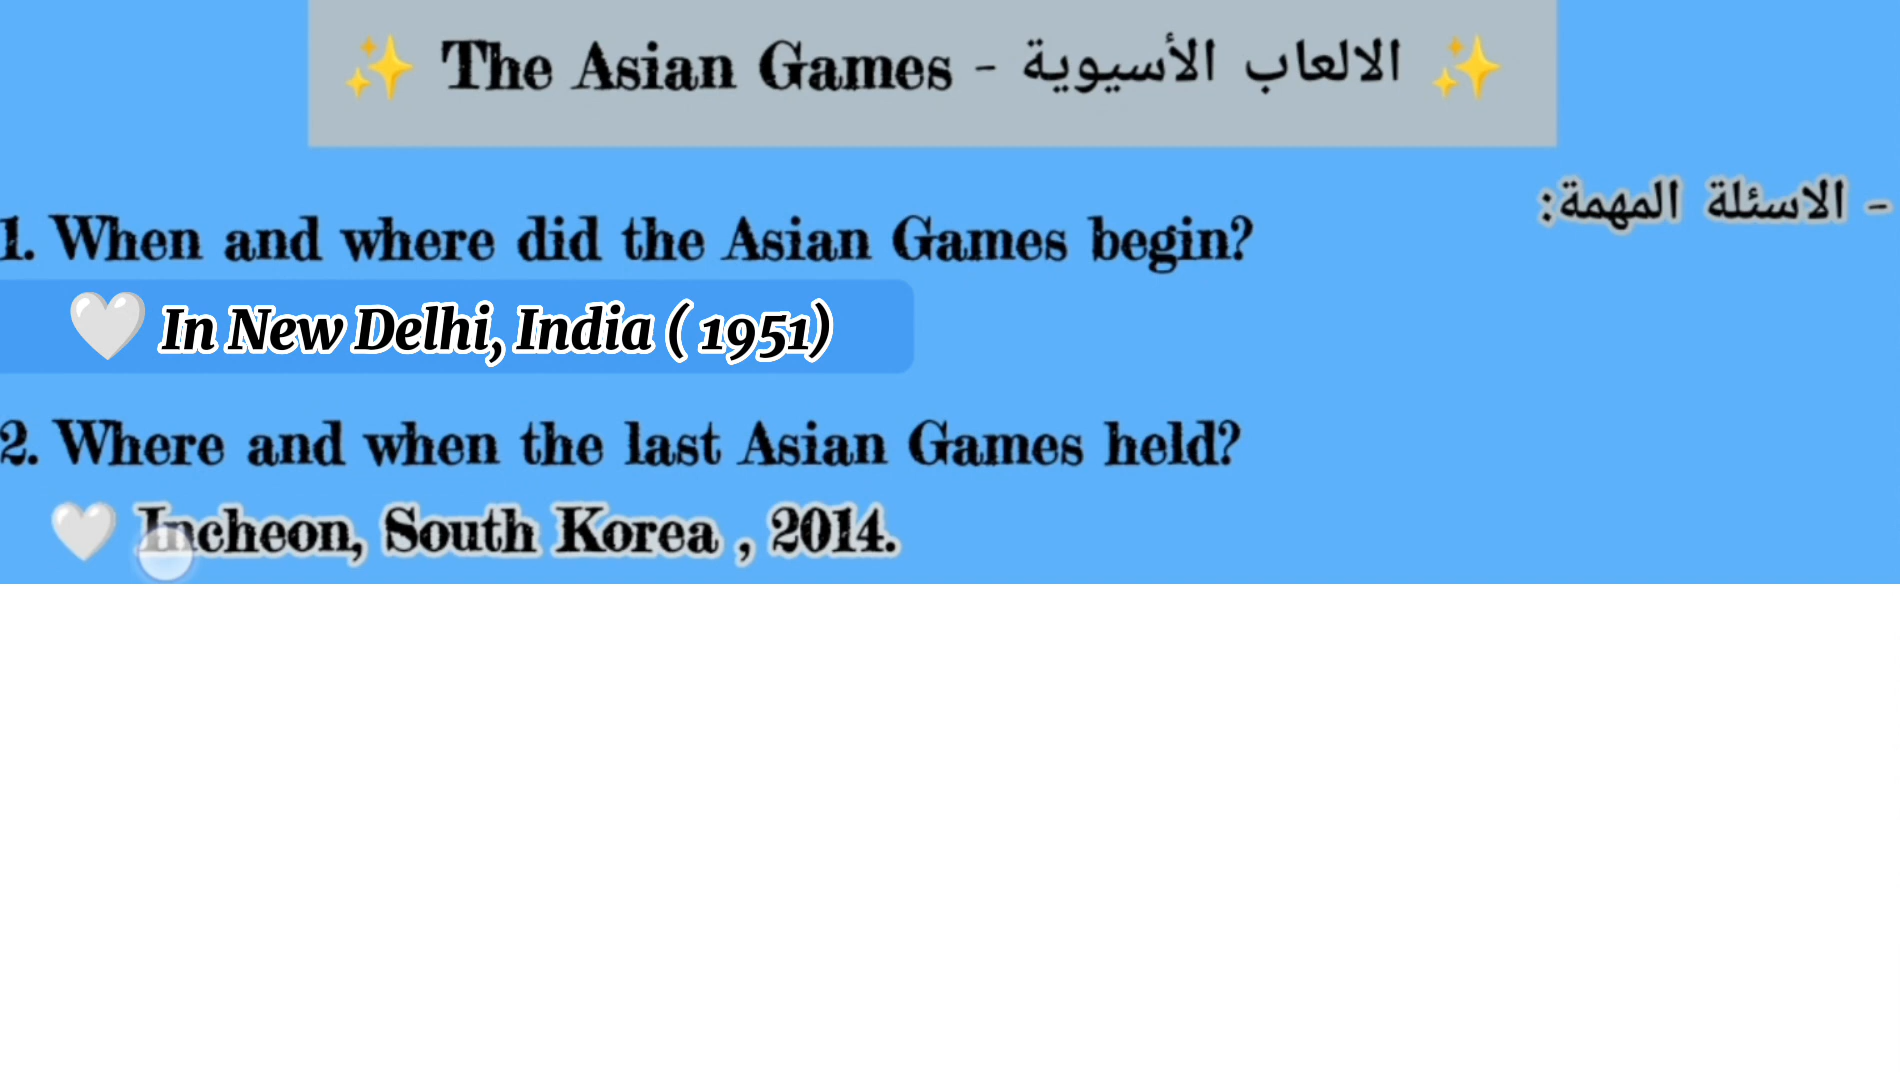 ✨ The Asian Games - الالعاب الأسيوية ✨
- الاسئلة المهمة:
1. When and where did the Asian Games begin?
🤍 In New Delhi, India ( 1951)
2. Where and when the last Asian Games held?
🤍 Incheon, South Korea , 2014.